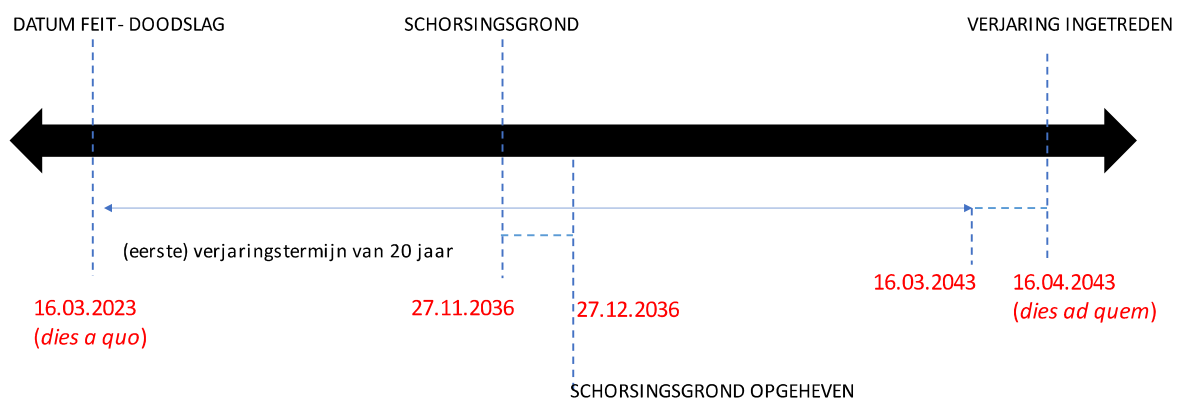 DATUM FEIT - DOODSLAG
SCHORSINGSGROND
VERJARING INGETREDEN
(eerste) verjaringstermijn van 20 jaar
16.03.2023
(dies a quo)
27.11.2036
27.12.2036
16.03.2043
16.04.2043
(dies ad quem)
SCHORSINGSGROND OPGEHEVEN